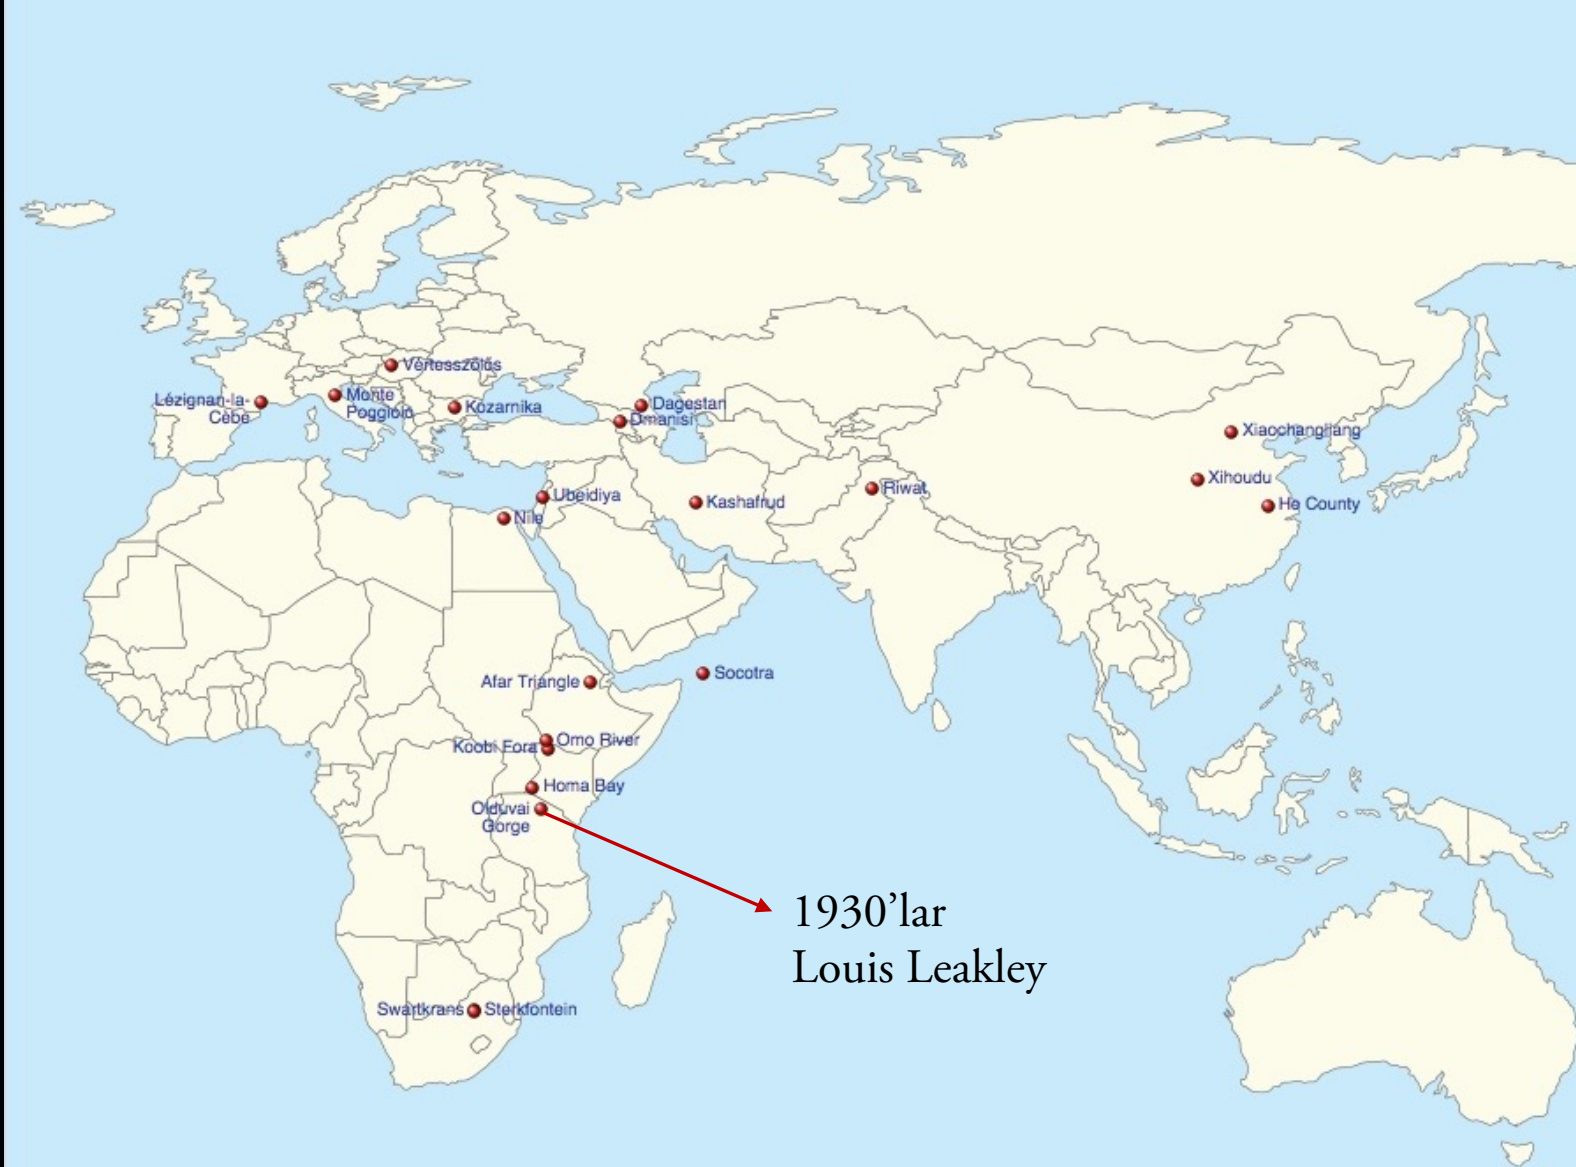 Vértesszőlős
Lézignan-la-
Cèbe
Monte
Poggiolo
Kozarnika
Dagestan
Dmanisi
Xiaochangliang
Xihoudu
He County
Ubeidiya
Nile
Kashafrud
Riwat
Afar Triangle
Socotra
Omo River
Koobi Fora
Homa Bay
Olduvai
Gorge
1930’lar
Louis Leakley
Swartkrans
Sterkfontein